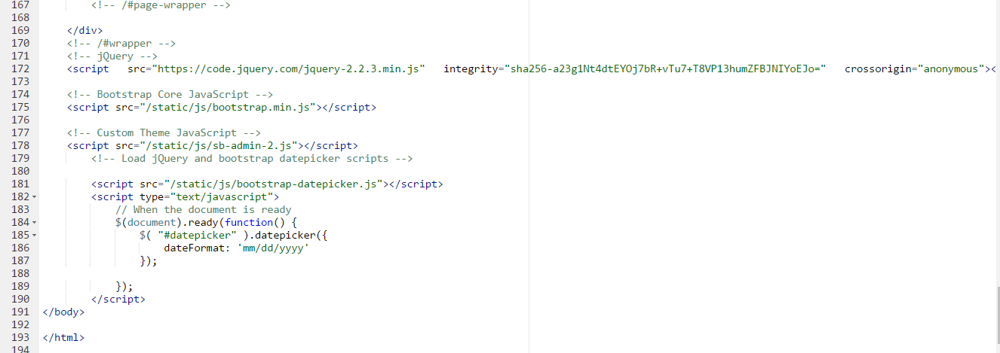 167 <!-- /#page-wrapper -->
168
169 </div>
170 <!-- /#wrapper -->
171 <!-- jQuery -->
172 <script   src="https://code.jquery.com/jquery-2.2.3.min.js"   integrity="sha256-a23g1Nt4dtEYOj7bR+vTu7+T8VP13humZFBJNIYoEJo="   crossorigin="anonymous"><
173
174 <!-- Bootstrap Core JavaScript -->
175 <script src="/static/js/bootstrap.min.js"></script>
176
177 <!-- Custom Theme JavaScript -->
178 <script src="/static/js/sb-admin-2.js"></script>
179 <!-- Load jQuery and bootstrap datepicker scripts -->
180
181 <script src="/static/js/bootstrap-datepicker.js"></script>
182 <script type="text/javascript">
183 // When the document is ready
184 $(document).ready(function() {
185 $( "#datepicker" ).datepicker({
186 dateFormat: 'mm/dd/yyyy'
187 });
188
189 });
190 </script>
191 </body>
192
193 </html>
194